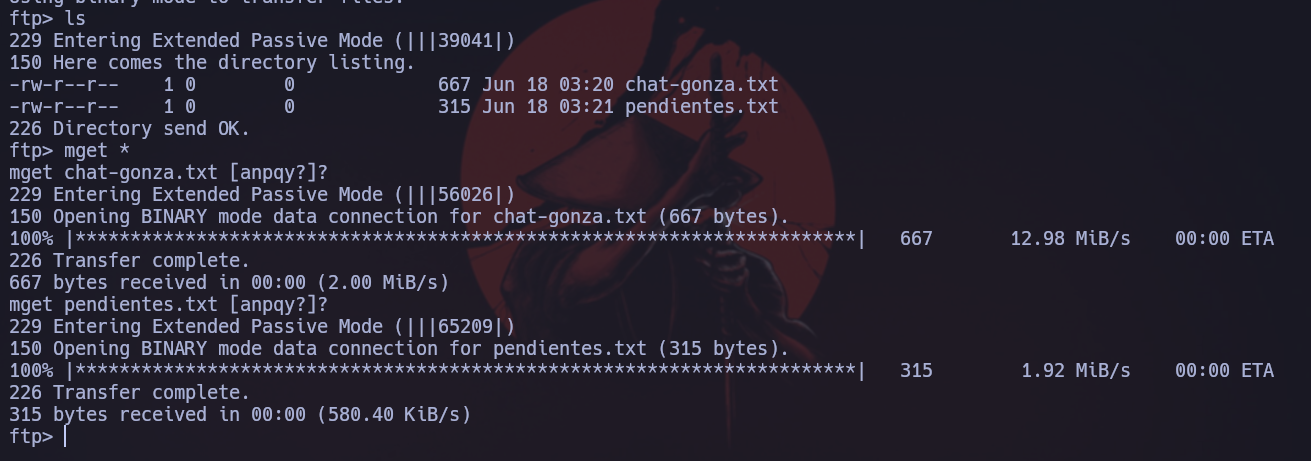 using binary mode to transfer files.
ftp> ls
229 Entering Extended Passive Mode (|||39041|)
150 Here comes the directory listing.
-rw-r--r--    1 0        0             667 Jun 18 03:20 chat-gonza.txt
-rw-r--r--    1 0        0             315 Jun 18 03:21 pendientes.txt
226 Directory send OK.
ftp> mget *
mget chat-gonza.txt [anpqy?]?
229 Entering Extended Passive Mode (|||56026|)
150 Opening BINARY mode data connection for chat-gonza.txt (667 bytes).
100% |***********************************************************************|   667       12.98 MiB/s    00:00 ETA
226 Transfer complete.
667 bytes received in 00:00 (2.00 MiB/s)
mget pendientes.txt [anpqy?]?
229 Entering Extended Passive Mode (|||65209|)
150 Opening BINARY mode data connection for pendientes.txt (315 bytes).
100% |***********************************************************************|   315        1.92 MiB/s    00:00 ETA
226 Transfer complete.
315 bytes received in 00:00 (580.40 KiB/s)
ftp>